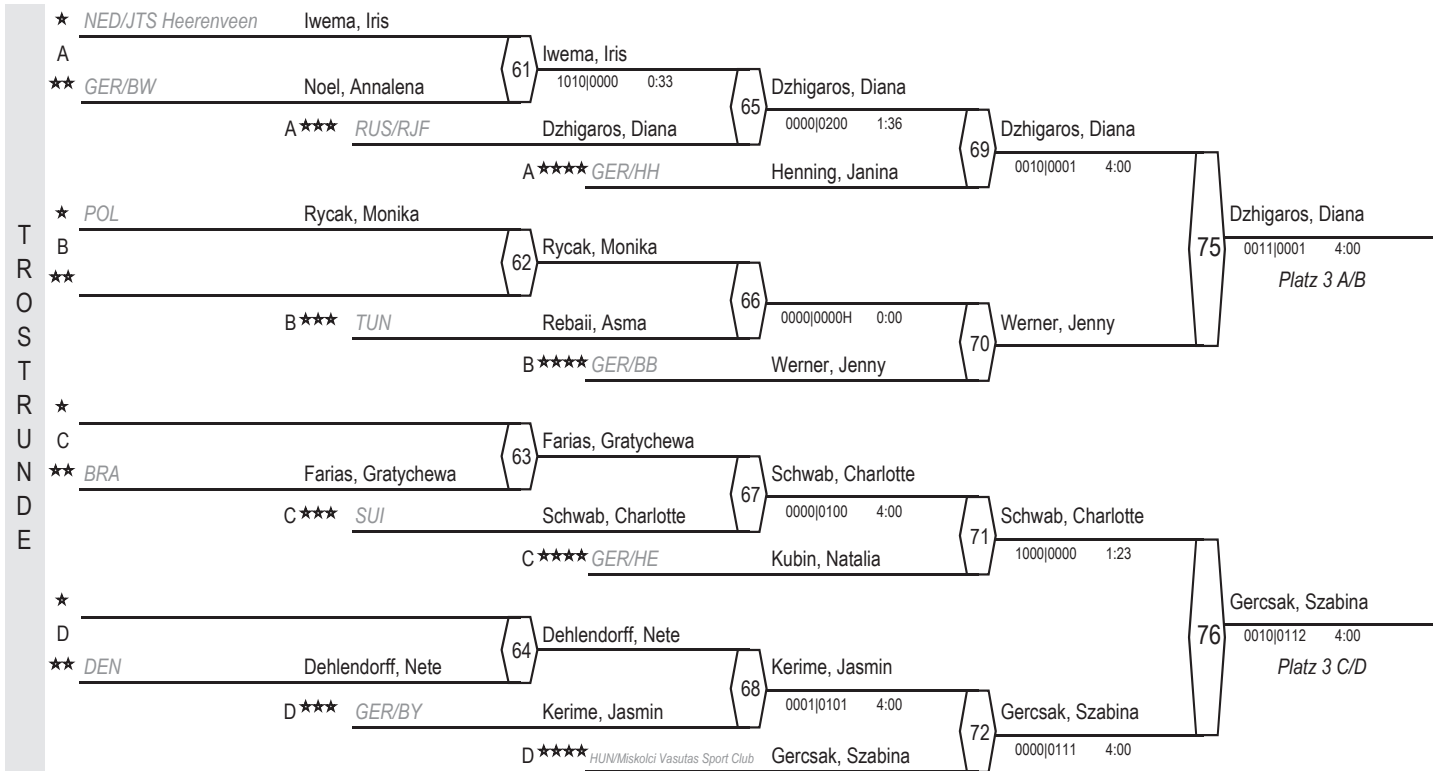 TROSTRUNDE
★ NED/JTS Heerenveen Iwema, Iris
A
61 Iwema, Iris
1010|0000 0:33
★★ GER/BW Noel, Annalena
65 Dzhigaros, Diana
0000|0200 1:36
A★★★ RUS/RJF Dzhigaros, Diana
69 Dzhigaros, Diana
0010|0001 4:00
A★★★★ GER/HH Henning, Janina
★ POL Rycak, Monika
75 Dzhigaros, Diana
0011|0001 4:00
Platz 3 A/B
B
62 Rycak, Monika
★★
66
0000|0000H 0:00
B★★★ TUN Rebaii, Asma
70 Werner, Jenny
B★★★★ GER/BB Werner, Jenny
★
C
63 Farias, Gratychewa
★★ BRA Farias, Gratychewa
67 Schwab, Charlotte
0000|0100 4:00
C★★★ SUI Schwab, Charlotte
71 Schwab, Charlotte
1000|0000 1:23
C★★★★ GER/HE Kubin, Natalia
★
76 Gercsak, Szabina
0010|0112 4:00
Platz 3 C/D
D
64 Dehlendorff, Nete
★★ DEN Dehlendorff, Nete
68 Kerime, Jasmin
0001|0101 4:00
D★★★ GER/BY Kerime, Jasmin
72 Gercsak, Szabina
0000|0111 4:00
D★★★★ HUN/Miskolci Vasutas Sport Club Gercsak, Szabina